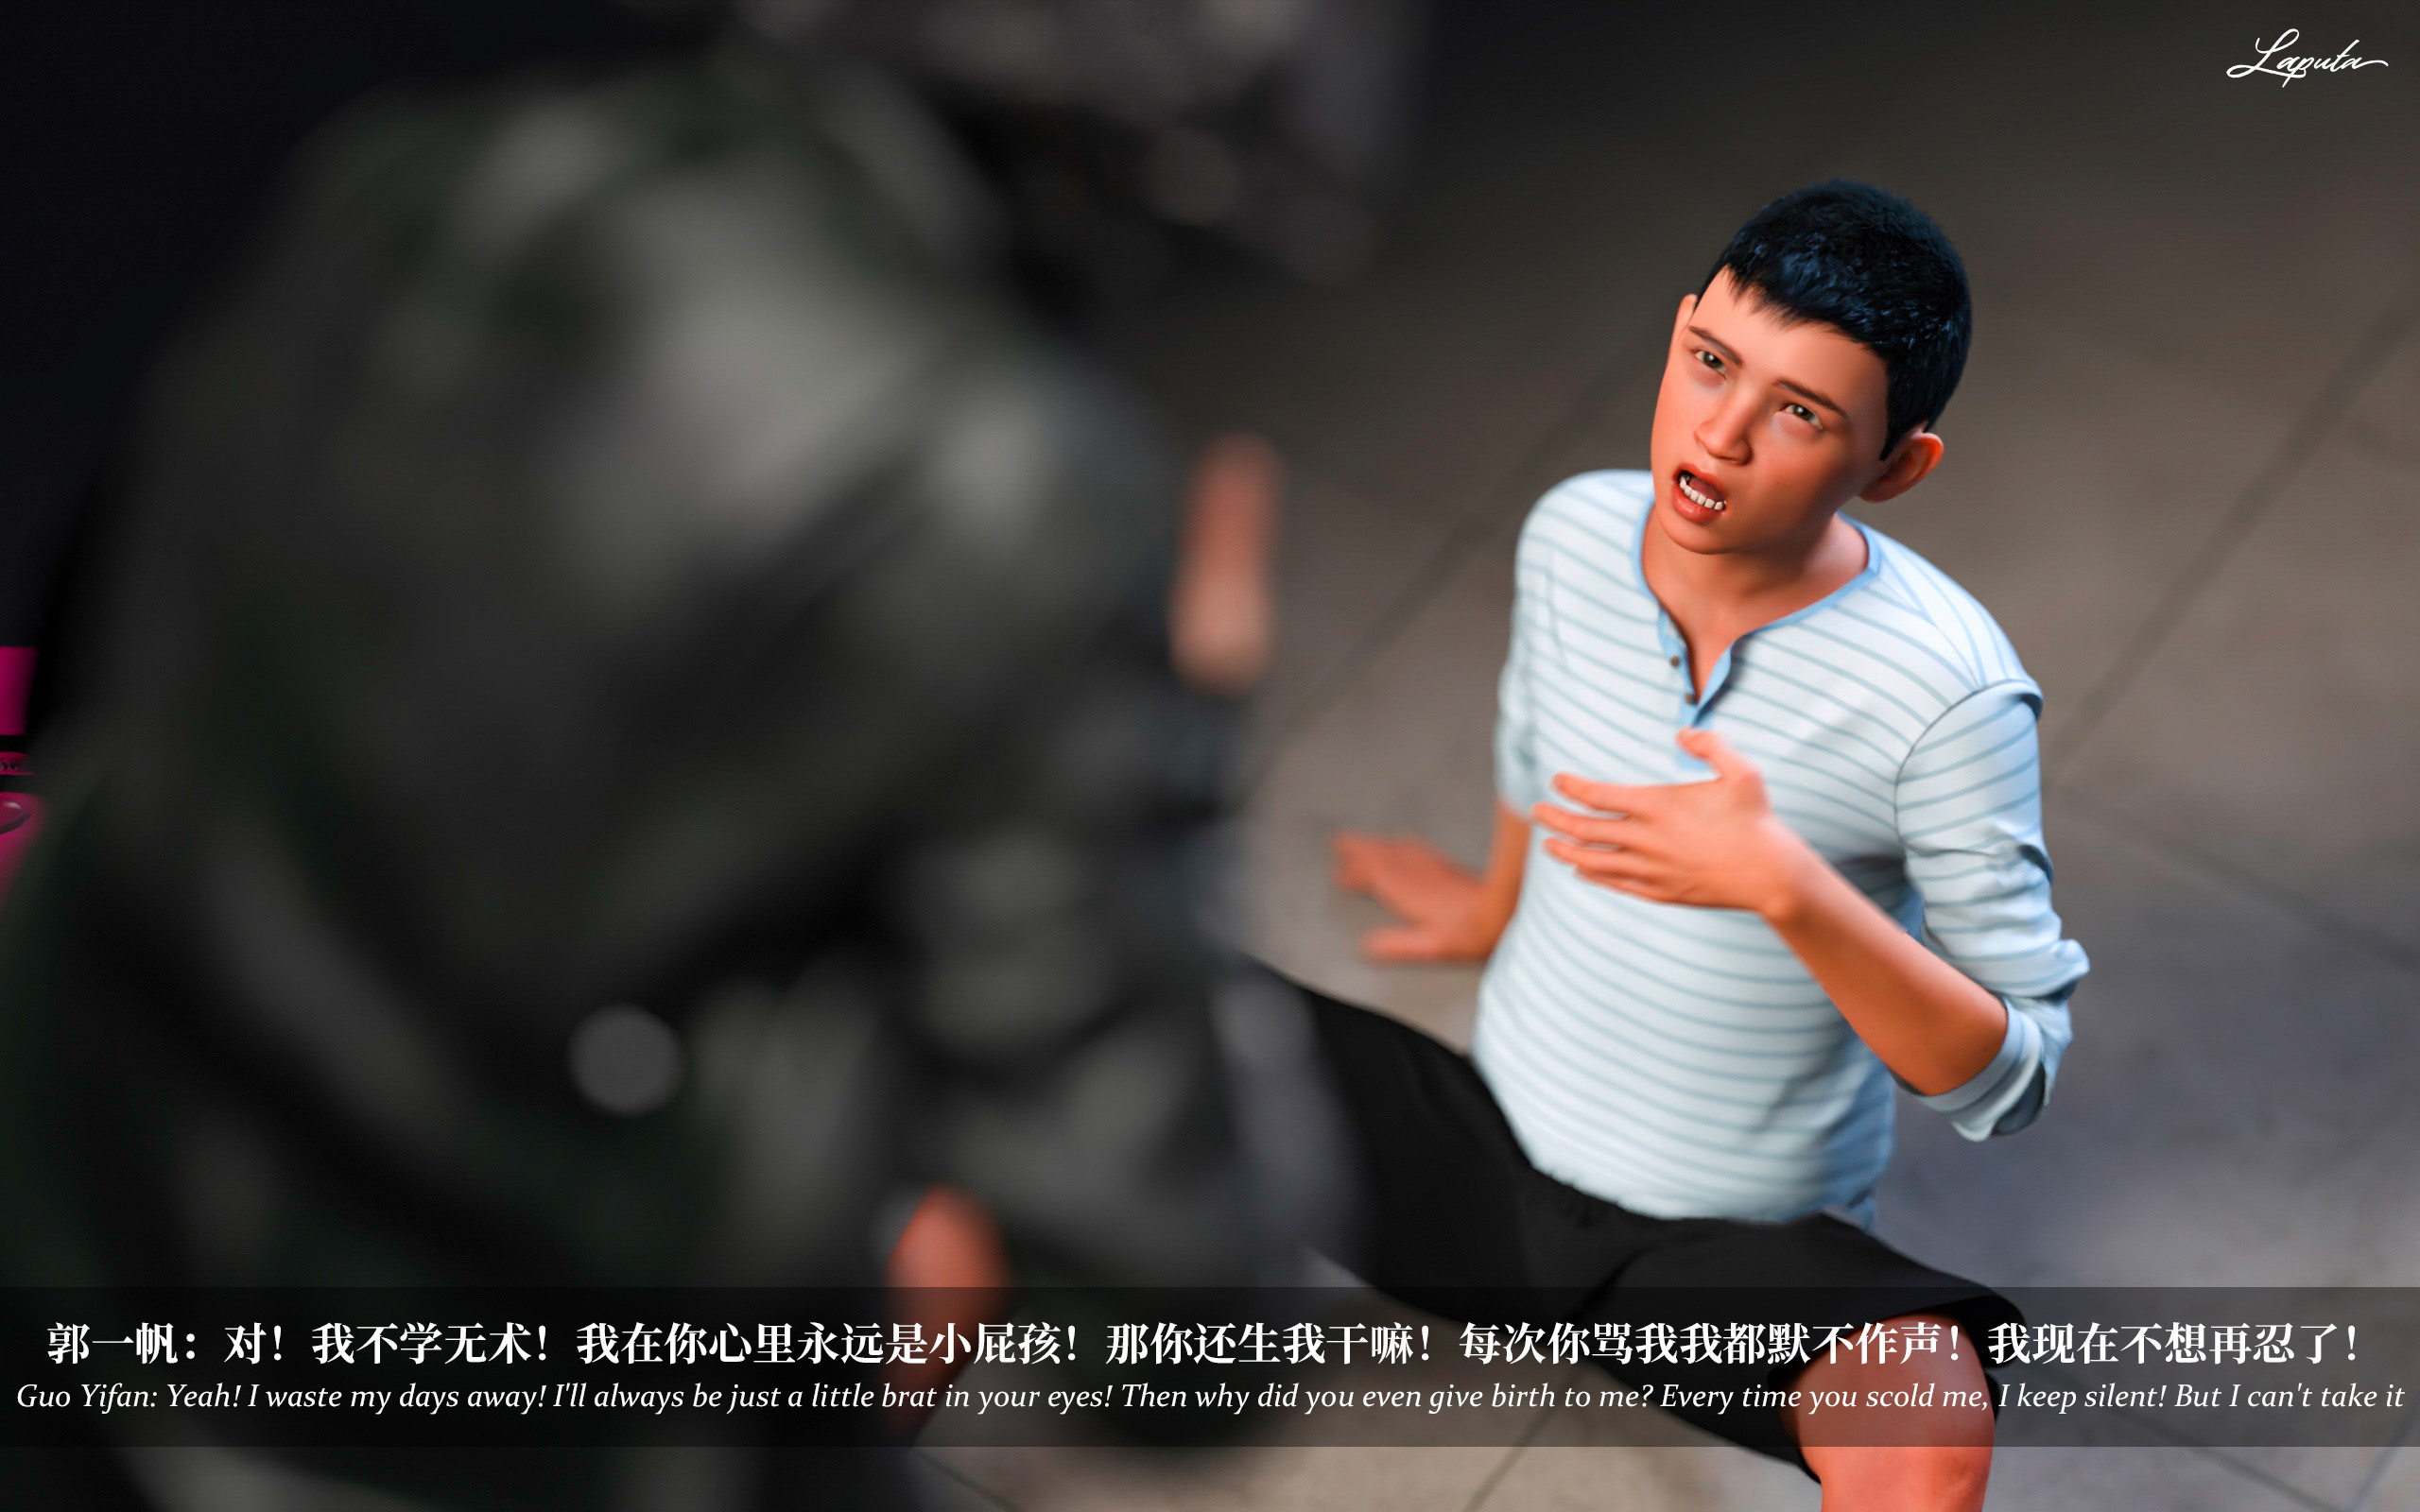 Laputa
郭一帆：对！我不学无术！我在你心里永远是小屁孩！那你还生我干嘛！每次你骂我我都默不作声！我现在不想再忍了！
Guo Yifan: Yeah! I waste my days away! I'll always be just a little brat in your eyes! Then why did you even give birth to me? Every time you scold me, I keep silent! But I can't take it